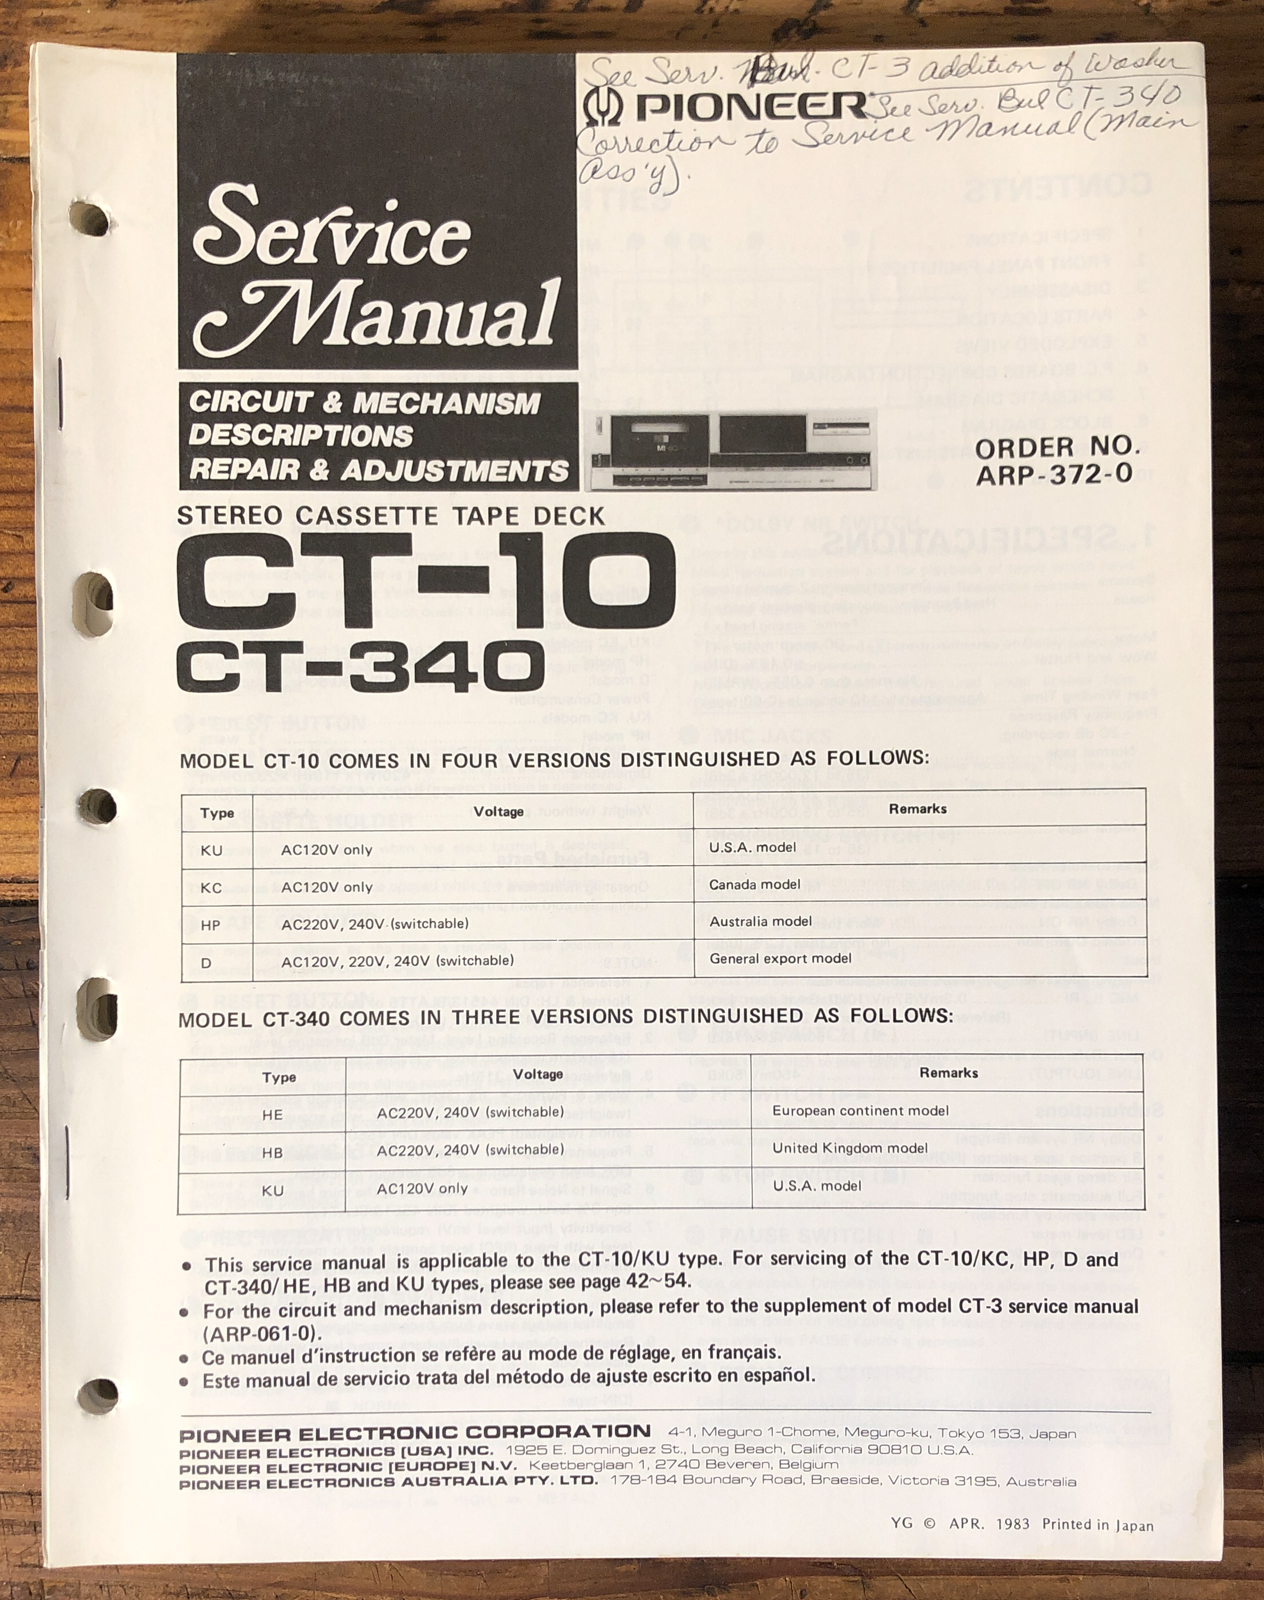 See Serv. Bul. CT-3 addition of Washer
PIONEER
See Serv. Bul CT-340
Correction to Service Manual (Main
Ass'y).
Service
Manual
CIRCUIT & MECHANISM
DESCRIPTIONS
REPAIR & ADJUSTMENTS
ORDER NO.
ARP-372-0
STEREO CASSETTE TAPE DECK
CT-10
CT-340
MODEL CT-10 COMES IN FOUR VERSIONS DISTINGUISHED AS FOLLOWS:
Type Voltage Remarks
KU AC120V only U.S.A. model
KC AC120V only Canada model
HP AC220V, 240V (switchable) Australia model
D AC120V, 220V, 240V (switchable) General export model
MODEL CT-340 COMES IN THREE VERSIONS DISTINGUISHED AS FOLLOWS:
Type Voltage Remarks
HE AC220V, 240V (switchable) European continent model
HB AC220V, 240V (switchable) United Kingdom model
KU AC120V only U.S.A. model
• This service manual is applicable to the CT-10/KU type. For servicing of the CT-10/KC, HP, D and
CT-340/HE, HB and KU types, please see page 42~54.
• For the circuit and mechanism description, please refer to the supplement of model CT-3 service manual
(ARP-061-0).
• Ce manuel d'instruction se refère au mode de réglage, en français.
• Este manual de servicio trata del método de ajuste escrito en español.
PIONEER ELECTRONIC CORPORATION 4-1, Meguro 1-Chome, Meguro-ku, Tokyo 153, Japan
PIONEER ELECTRONICS [USA] INC. 1925 E. Dominguez St., Long Beach, California 90810 U.S.A.
PIONEER ELECTRONIC [EUROPE] N.V. Keetberglaan 1, 2740 Beveren, Belgium
PIONEER ELECTRONICS AUSTRALIA PTY. LTD. 178-184 Boundary Road, Braeside, Victoria 3195, Australia
YG © APR. 1983 Printed in Japan